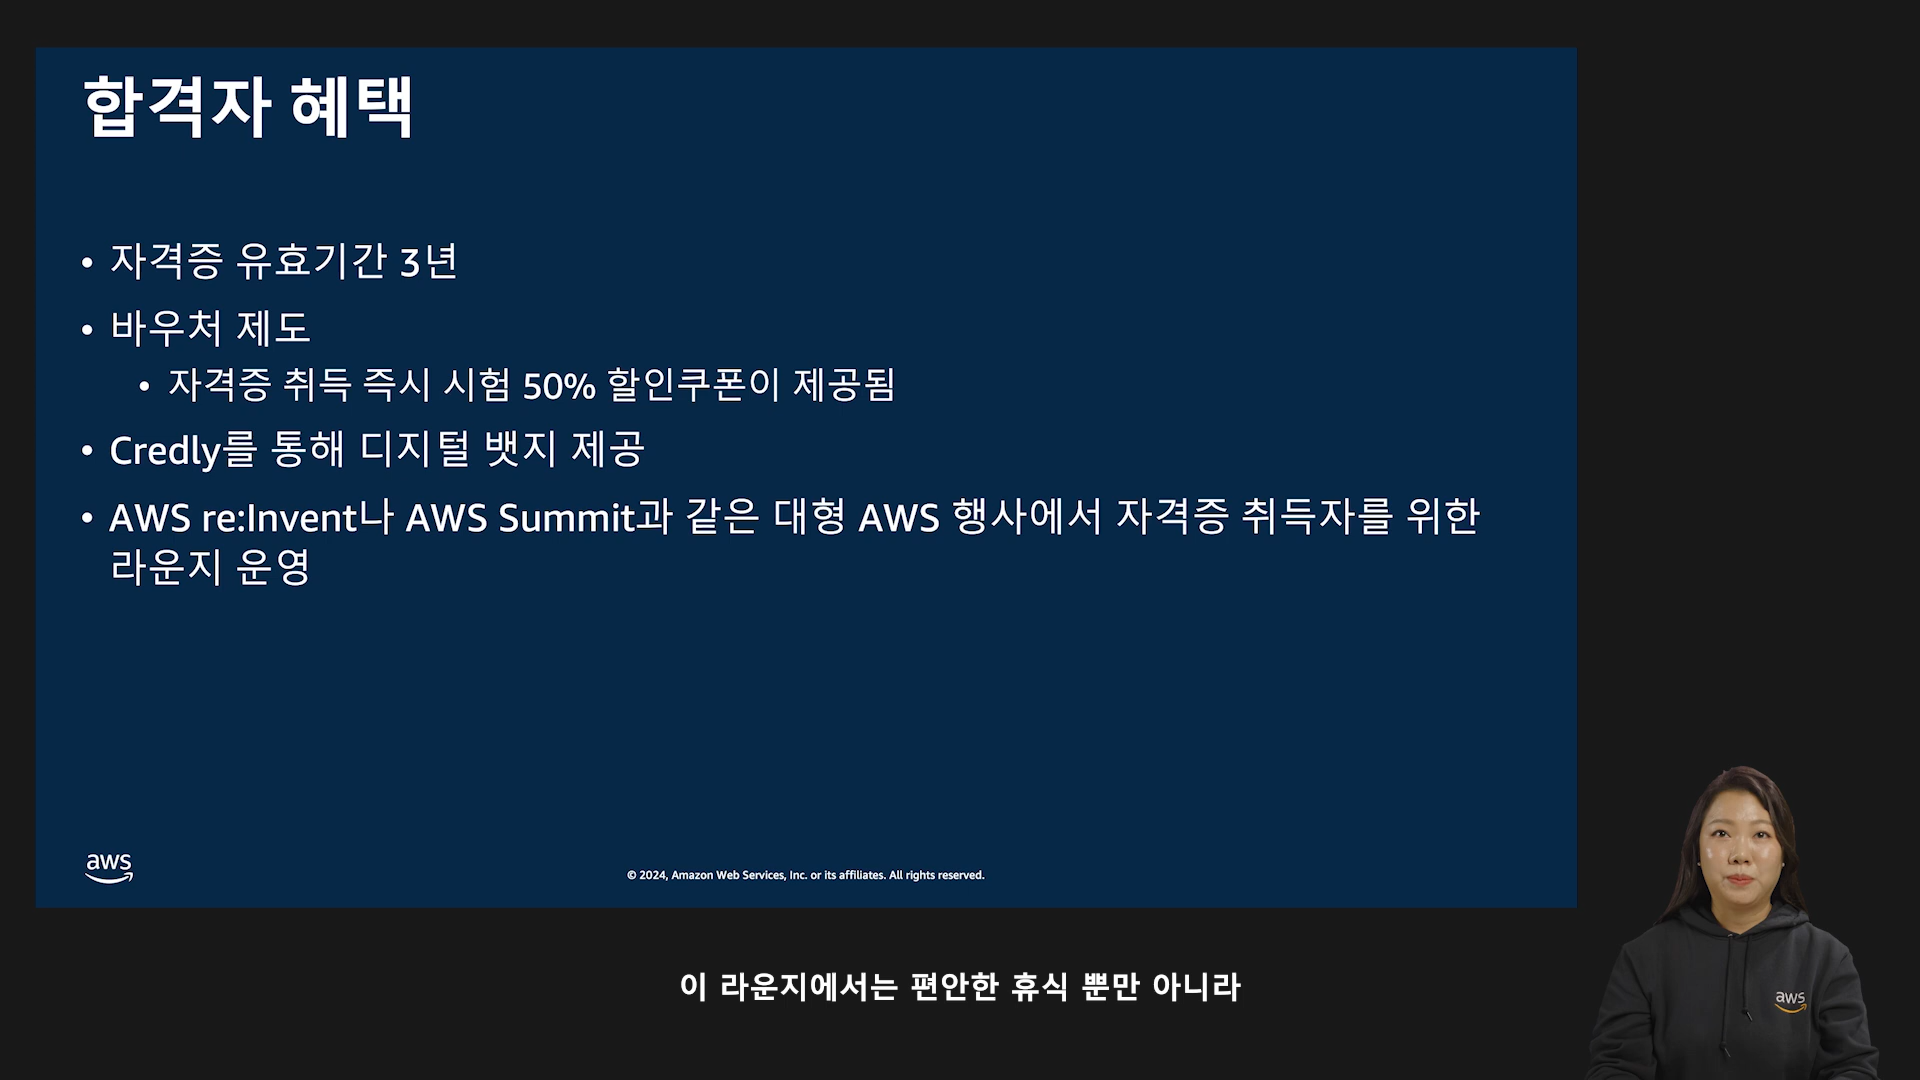 합격자 혜택
• 자격증 유효기간 3년
• 바우처 제도
• 자격증 취득 즉시 시험 50% 할인쿠폰이 제공됨
• Credly를 통해 디지털 뱃지 제공
• AWS re:Invent나 AWS Summit과 같은 대형 AWS 행사에서 자격증 취득자를 위한
라운지 운영
aws
© 2024, Amazon Web Services, Inc. or its affiliates. All rights reserved.
aws
이 라운지에서는 편안한 휴식 뿐만 아니라